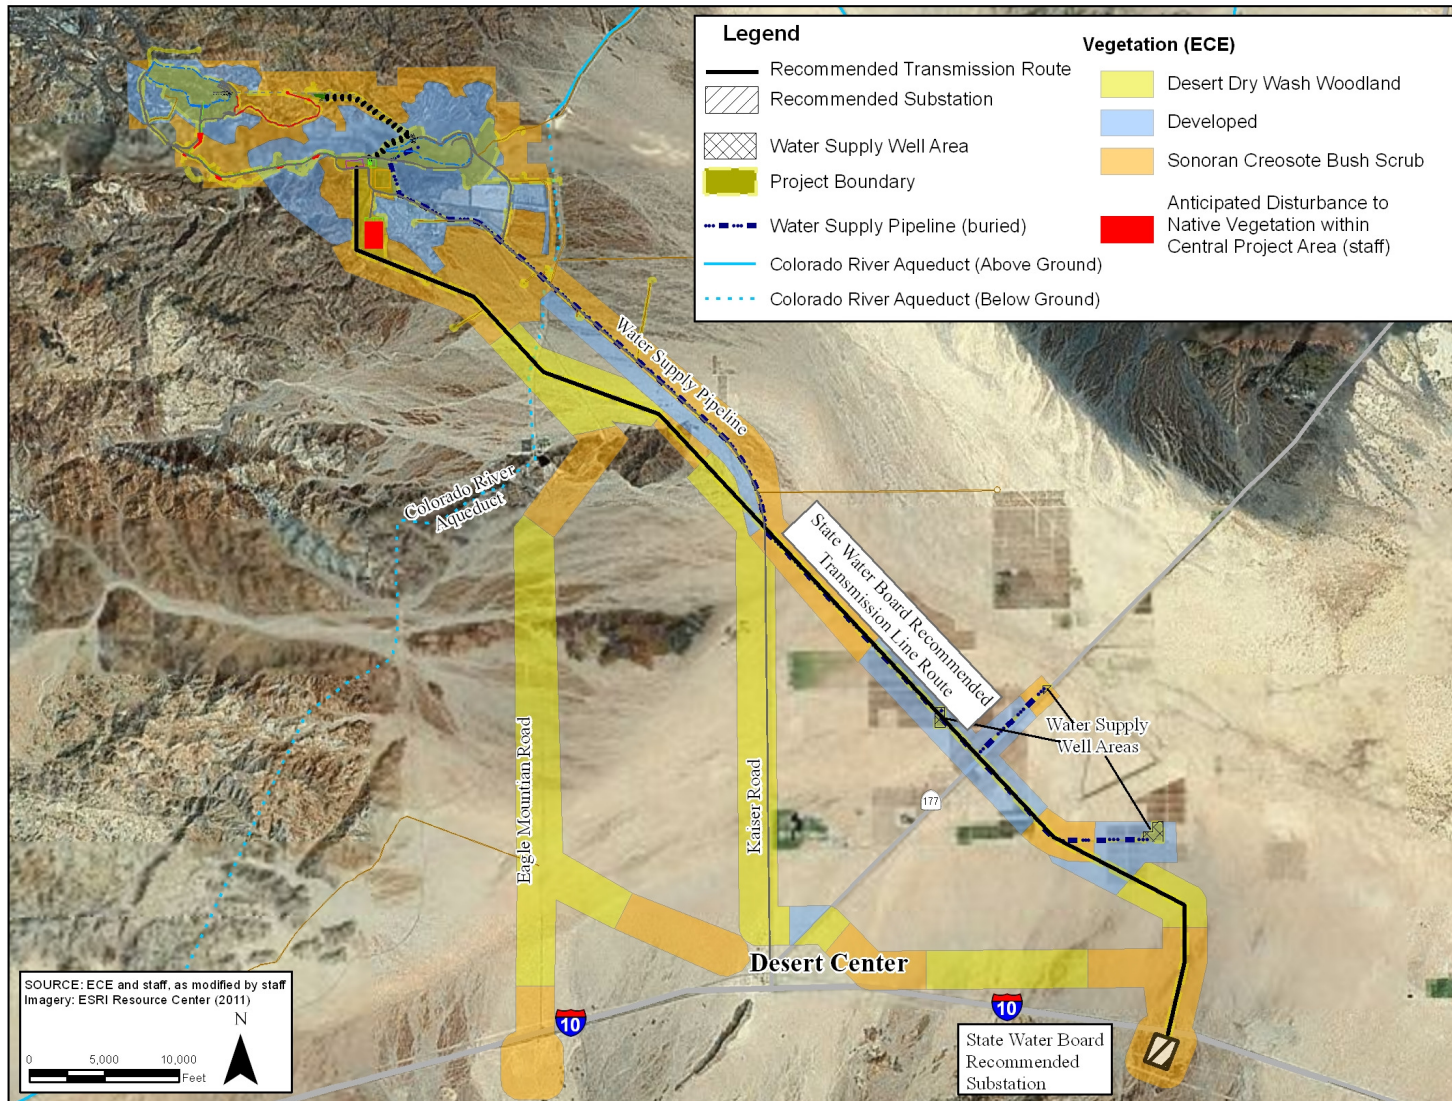 Legend
Recommended Transmission Route
Recommended Substation
Water Supply Well Area
Project Boundary
Water Supply Pipeline (buried)
Colorado River Aqueduct (Above Ground)
Colorado River Aqueduct (Below Ground)
Vegetation (ECE)
Desert Dry Wash Woodland
Developed
Sonoran Creosote Bush Scrub
Anticipated Disturbance to
Native Vegetation within
Central Project Area (staff)
Water Supply Pipeline
Colorado River
Aqueduct
State Water Board Recommended
Transmission Line Route
Water Supply
Well Areas
Eagle Mountian Road
Kaiser Road
177
Desert Center
10
10
State Water Board
Recommended
Substation
SOURCE: ECE and staff, as modified by staff
Imagery: ESRI Resource Center (2011)
N
0 5,000 10,000
Feet